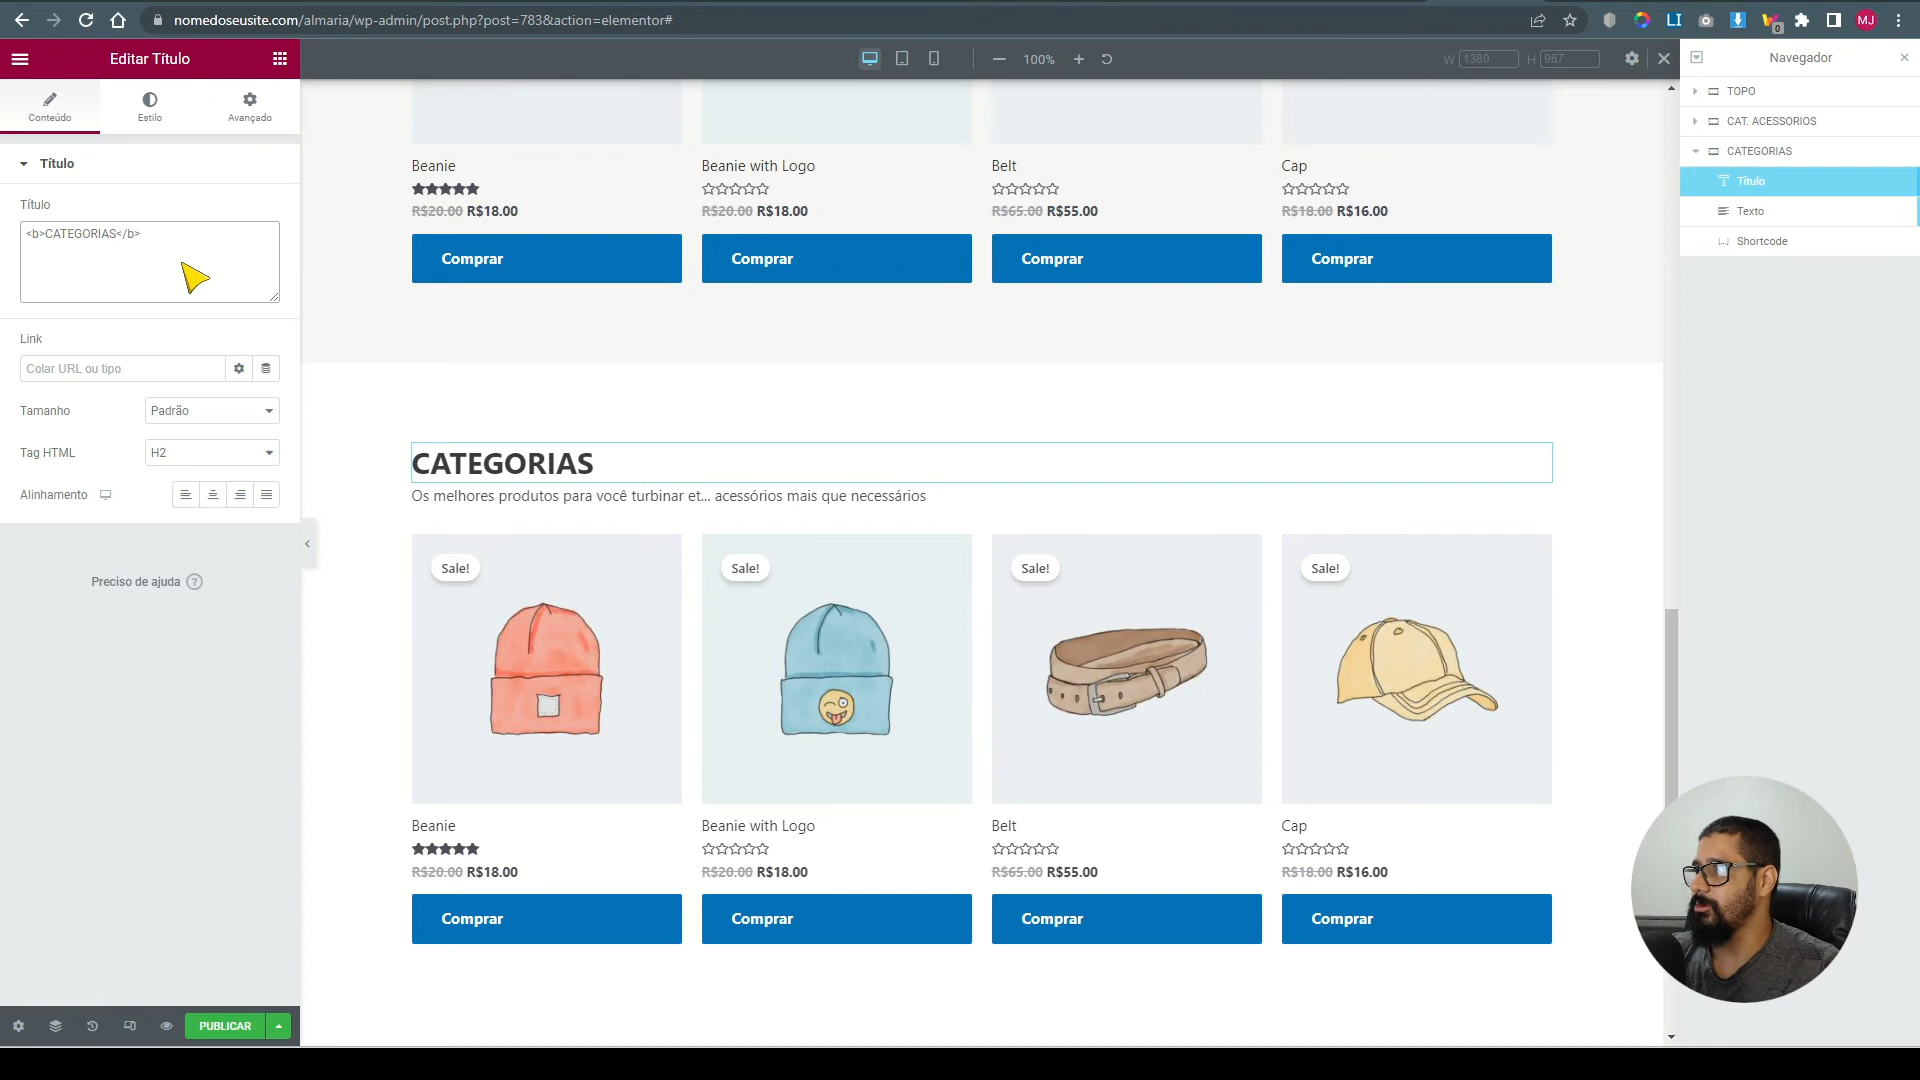 nomedoseusite.com/almaria/wp-admin/post.php?post=783&action=elementor#
LI
0
MJ
Editar Título
100%
W 1380
H 967
Navegador
Conteúdo
Estilo
Avançado
TOPO
CAT. ACESSORIOS
CATEGORIAS
Título
Texto
Shortcode
Título
Título
<b>CATEGORIAS</b>
Link
Colar URL ou tipo
Tamanho
Padrão
Tag HTML
H2
Alinhamento
Preciso de ajuda ?
PUBLICAR
Beanie
R$20.00 R$18.00
Comprar
Beanie with Logo
R$20.00 R$18.00
Comprar
Belt
R$65.00 R$55.00
Comprar
Cap
R$18.00 R$16.00
Comprar
CATEGORIAS
Os melhores produtos para você turbinar et... acessórios mais que necessários
Sale!
Sale!
Sale!
Sale!
Beanie
R$20.00 R$18.00
Comprar
Beanie with Logo
R$20.00 R$18.00
Comprar
Belt
R$65.00 R$55.00
Comprar
Cap
R$18.00 R$16.00
Comprar